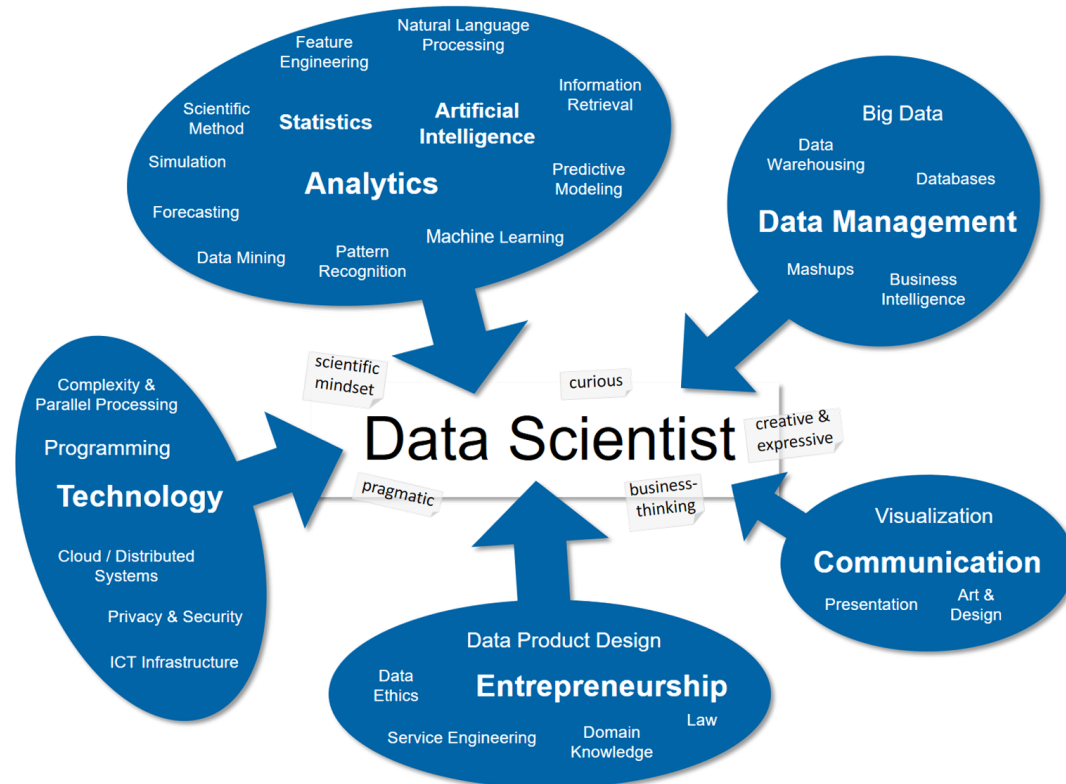 Natural Language
Processing
Feature
Engineering
Information
Retrieval
Scientific
Method
Statistics
Artificial
Intelligence
Simulation
Analytics
Predictive
Modeling
Forecasting
Machine Learning
Data Mining
Pattern
Recognition
Big Data
Data
Warehousing
Databases
Data Management
Mashups
Business
Intelligence
Complexity &
Parallel Processing
Programming
Technology
Cloud / Distributed
Systems
Privacy & Security
ICT Infrastructure
scientific
mindset
curious
Data Scientist
creative &
expressive
pragmatic
business-
thinking
Visualization
Communication
Presentation
Art &
Design
Data Product Design
Data
Ethics
Entrepreneurship
Law
Service Engineering
Domain
Knowledge